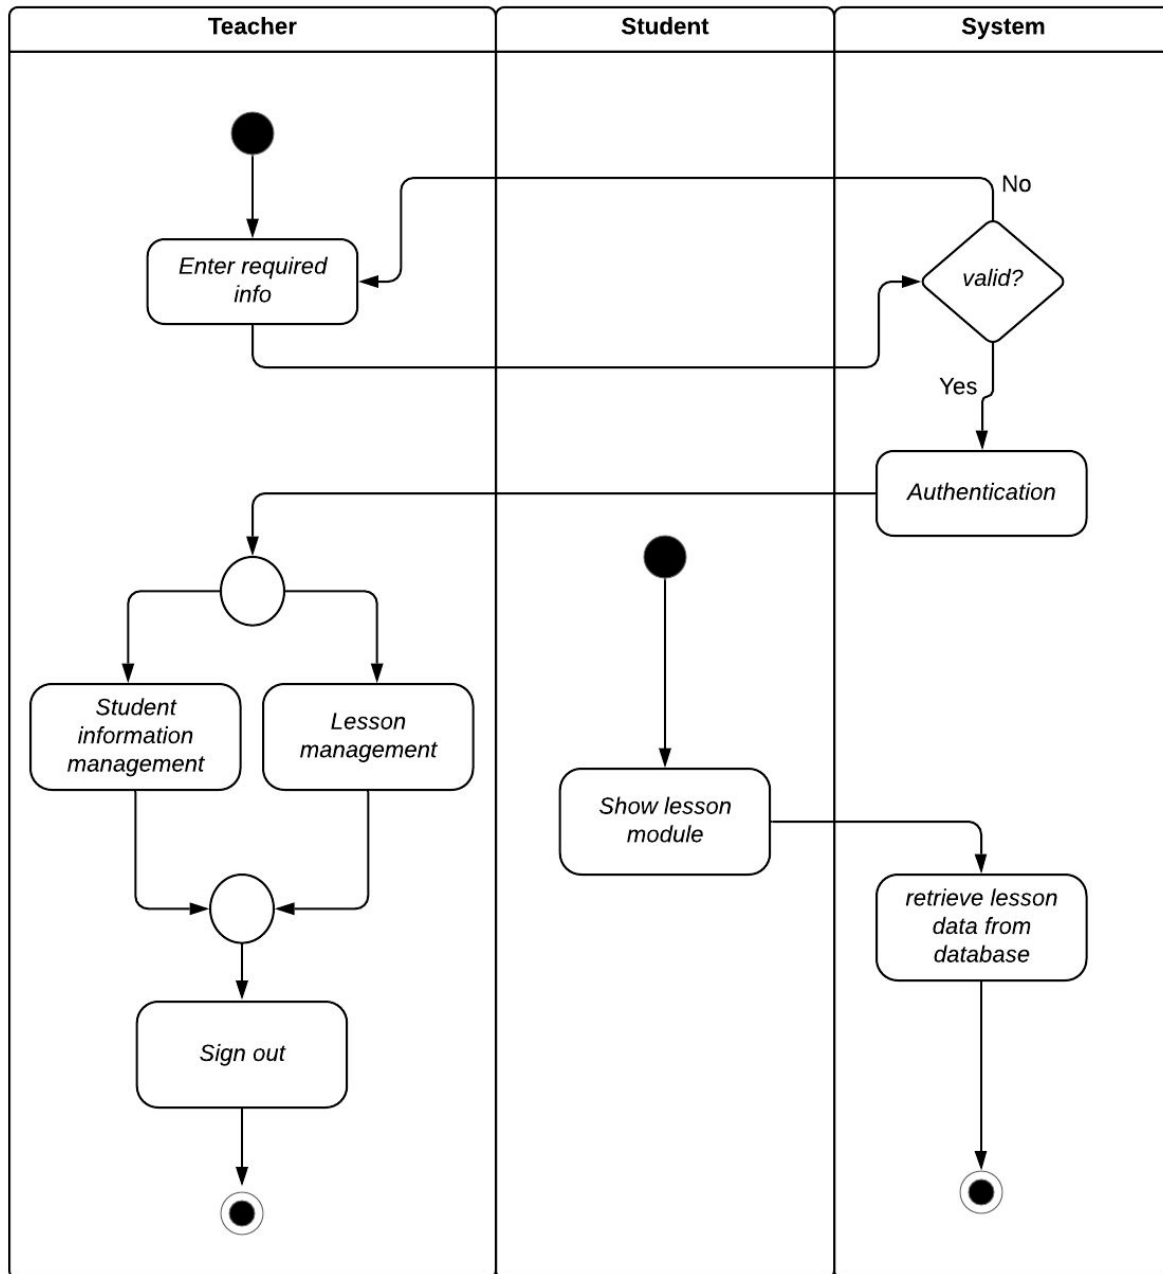 Teacher
Student
System
No
Enter required
info
valid?
Yes
Authentication
Student
information
management
Lesson
management
Show lesson
module
retrieve lesson
data from
database
Sign out